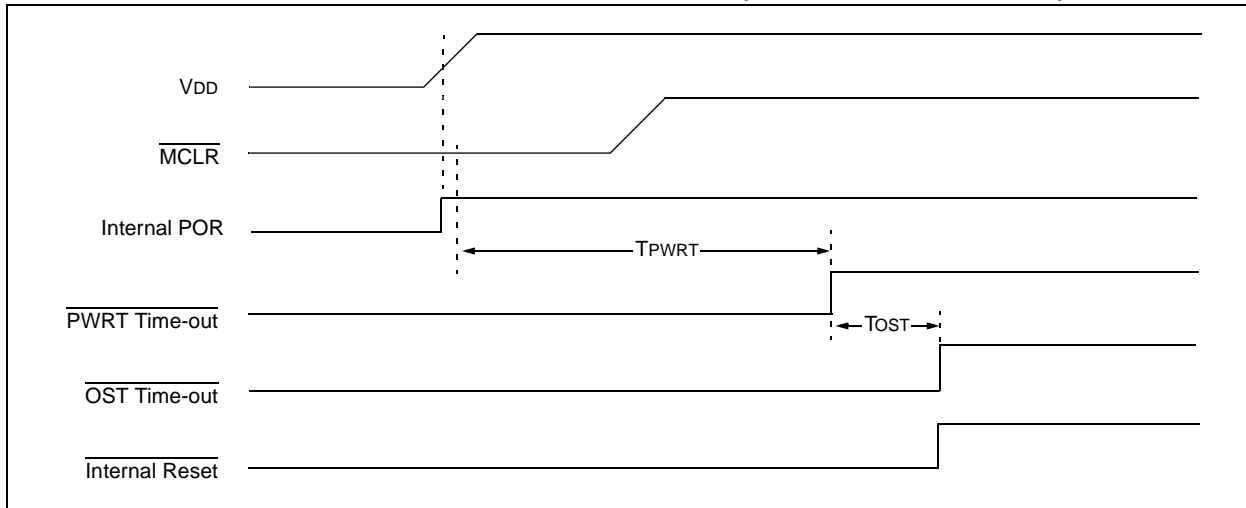 VDD
MCLR
Internal POR
TPWRT
PWRT Time-out
TOST
OST Time-out
Internal Reset